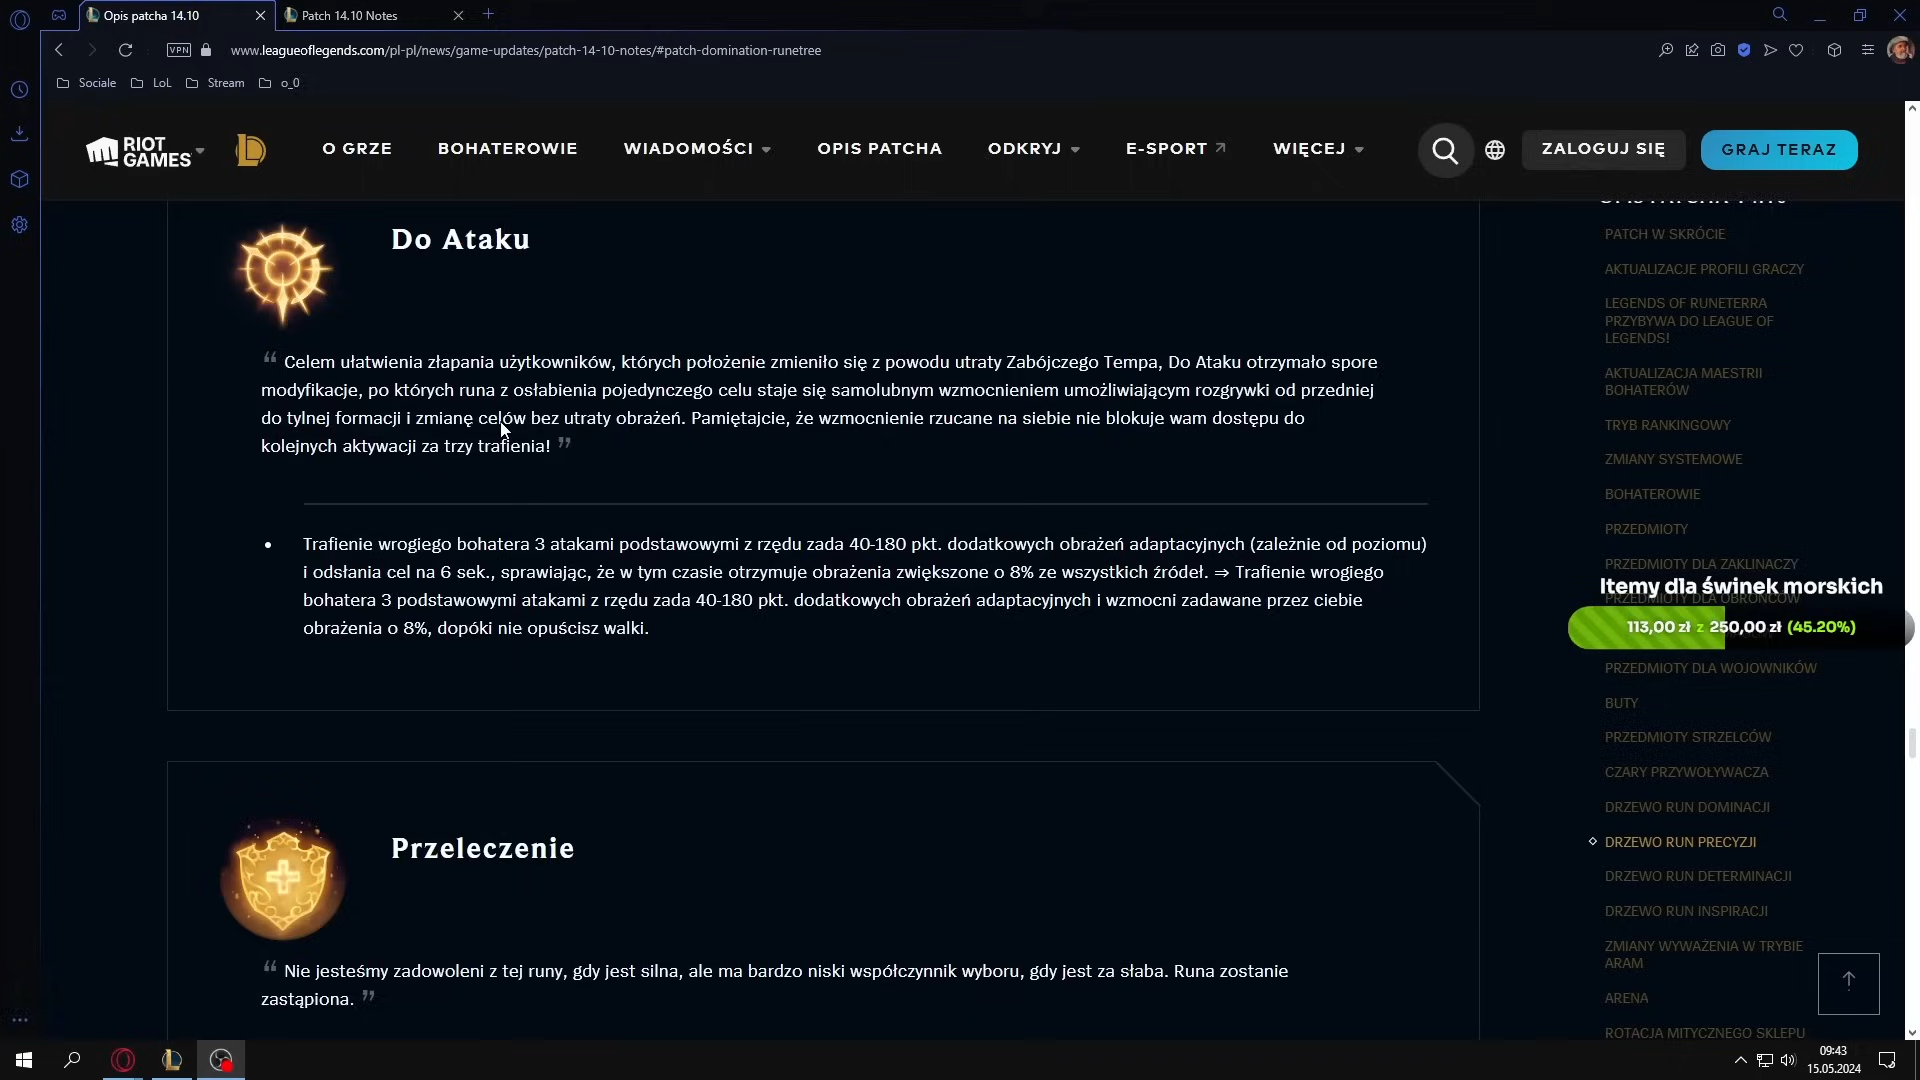 Opis patcha 14.10
Patch 14.10 Notes
VPN
www.leagueoflegends.com/pl-pl/news/game-updates/patch-14-10-notes/#patch-domination-runetree
Sociale
LoL
Stream
o_0
RIOT GAMES
O GRZE
BOHATEROWIE
WIADOMOŚCI
OPIS PATCHA
ODKRYJ
E-SPORT
WIĘCEJ
ZALOGUJ SIĘ
GRAJ TERAZ
Do Ataku
“ Celem ułatwienia złapania użytkowników, których położenie zmieniło się z powodu utraty Zabójczego Tempa, Do Ataku otrzymało spore
modyfikacje, po których runa z osłabienia pojedynczego celu staje się samolubnym wzmocnieniem umożliwiającym rozgrywki od przedniej
do tylnej formacji i zmianę celów bez utraty obrażeń. Pamiętajcie, że wzmocnienie rzucane na siebie nie blokuje wam dostępu do
kolejnych aktywacji za trzy trafienia! ”
• Trafienie wrogiego bohatera 3 atakami podstawowymi z rzędu zada 40-180 pkt. dodatkowych obrażeń adaptacyjnych (zależnie od poziomu)
i odsłania cel na 6 sek., sprawiając, że w tym czasie otrzymuje obrażenia zwiększone o 8% ze wszystkich źródeł. ⇒ Trafienie wrogiego
bohatera 3 podstawowymi atakami z rzędu zada 40-180 pkt. dodatkowych obrażeń adaptacyjnych i wzmocni zadawane przez ciebie
obrażenia o 8%, dopóki nie opuścisz walki.
Przeleczenie
“ Nie jesteśmy zadowoleni z tej runy, gdy jest silna, ale ma bardzo niski współczynnik wyboru, gdy jest za słaba. Runa zostanie
zastąpiona. ”
PATCH W SKRÓCIE
AKTUALIZACJE PROFILI GRACZY
LEGENDS OF RUNETERRA
PRZYBYWA DO LEAGUE OF
LEGENDS!
AKTUALIZACJA MAESTRII
BOHATERÓW
TRYB RANKINGOWY
ZMIANY SYSTEMOWE
BOHATEROWIE
PRZEDMIOTY
PRZEDMIOTY DLA ZAKLINACZY
Itemy dla świnek morskich
PRZEDMIOTY DLA OBROŃCÓW
113,00 zł z 250,00 zł (45.20%)
PRZEDMIOTY DLA WOJOWNIKÓW
BUTY
PRZEDMIOTY STRZELCÓW
CZARY PRZYWOŁYWACZA
DRZEWO RUN DOMINACJI
DRZEWO RUN PRECYZJI
DRZEWO RUN DETERMINACJI
DRZEWO RUN INSPIRACJI
ZMIANY WYWAŻENIA W TRYBIE
ARAM
ARENA
ROTACJA MITYCZNEGO SKLEPU
09:43
15.05.2024